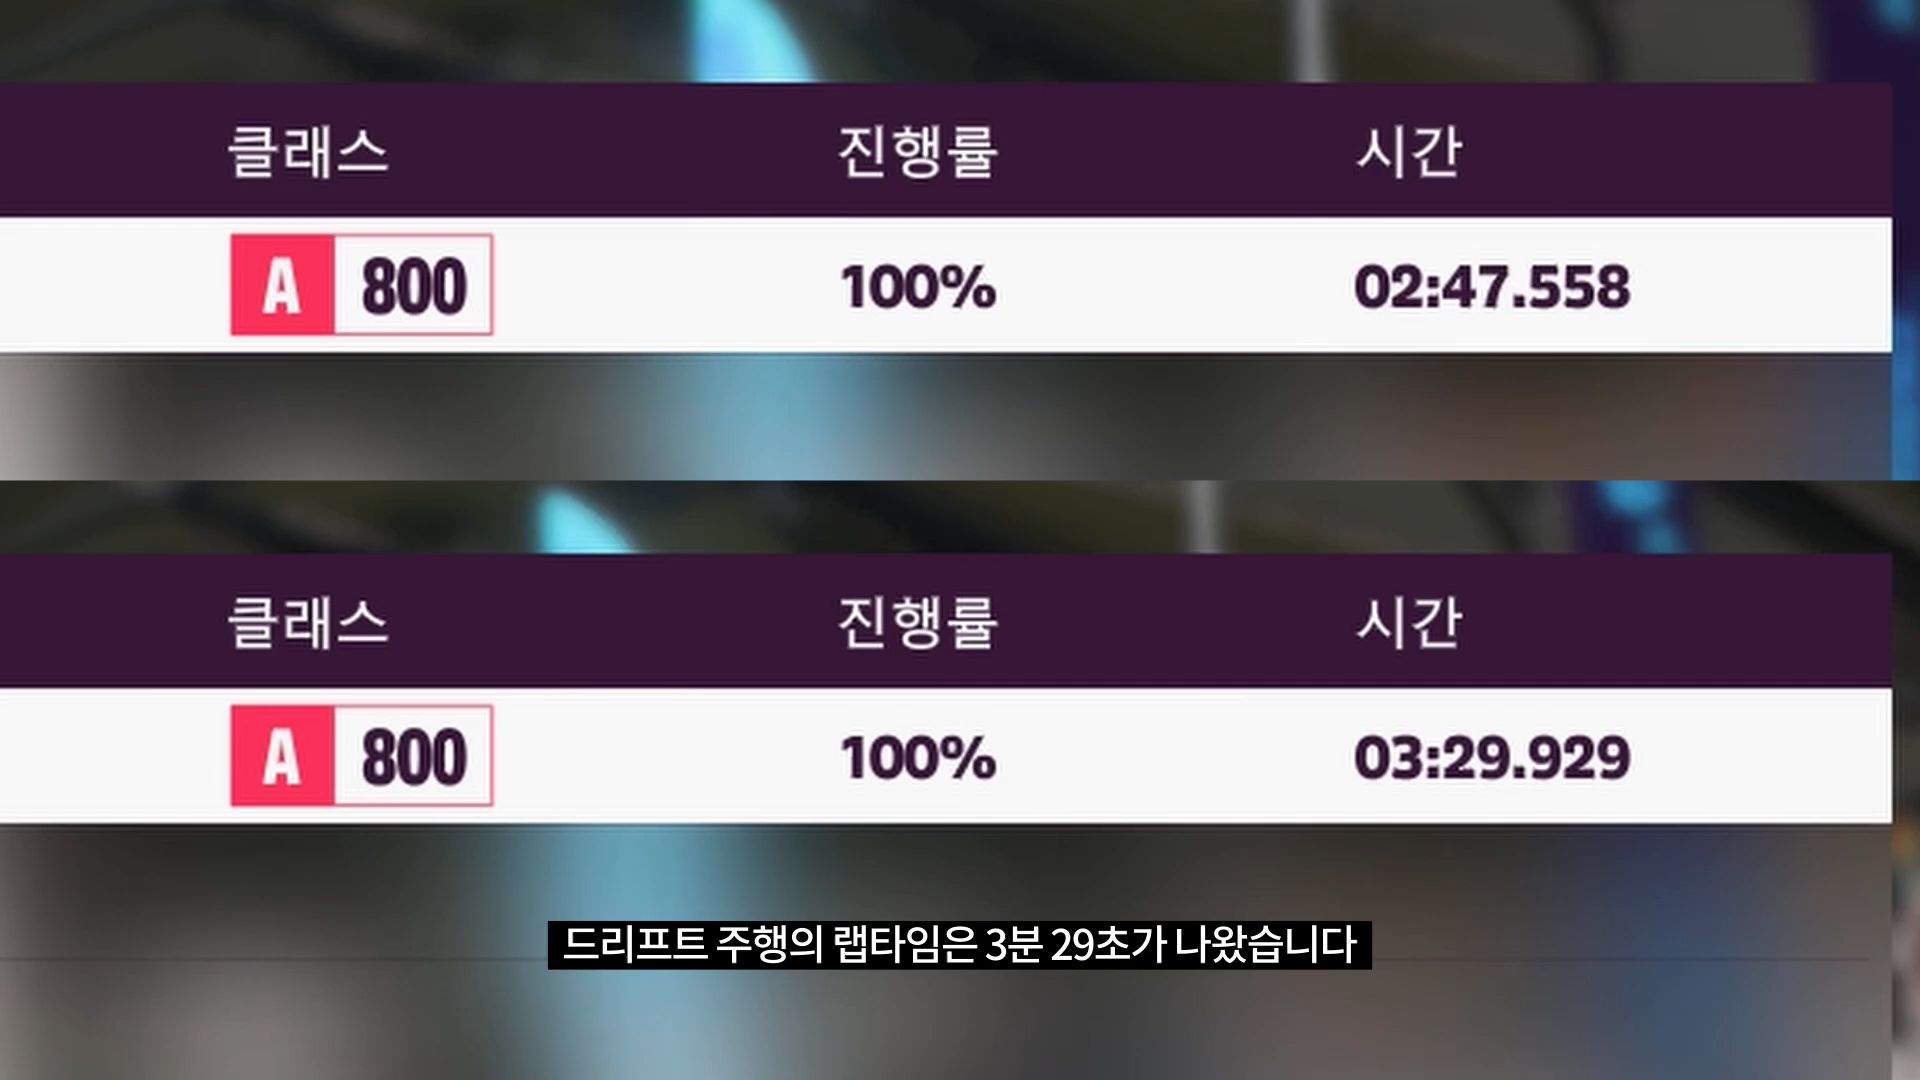 클래스 진행률 시간
A 800 100% 02:47.558
클래스 진행률 시간
A 800 100% 03:29.929
드리프트 주행의 랩타임은 3분 29초가 나왔습니다